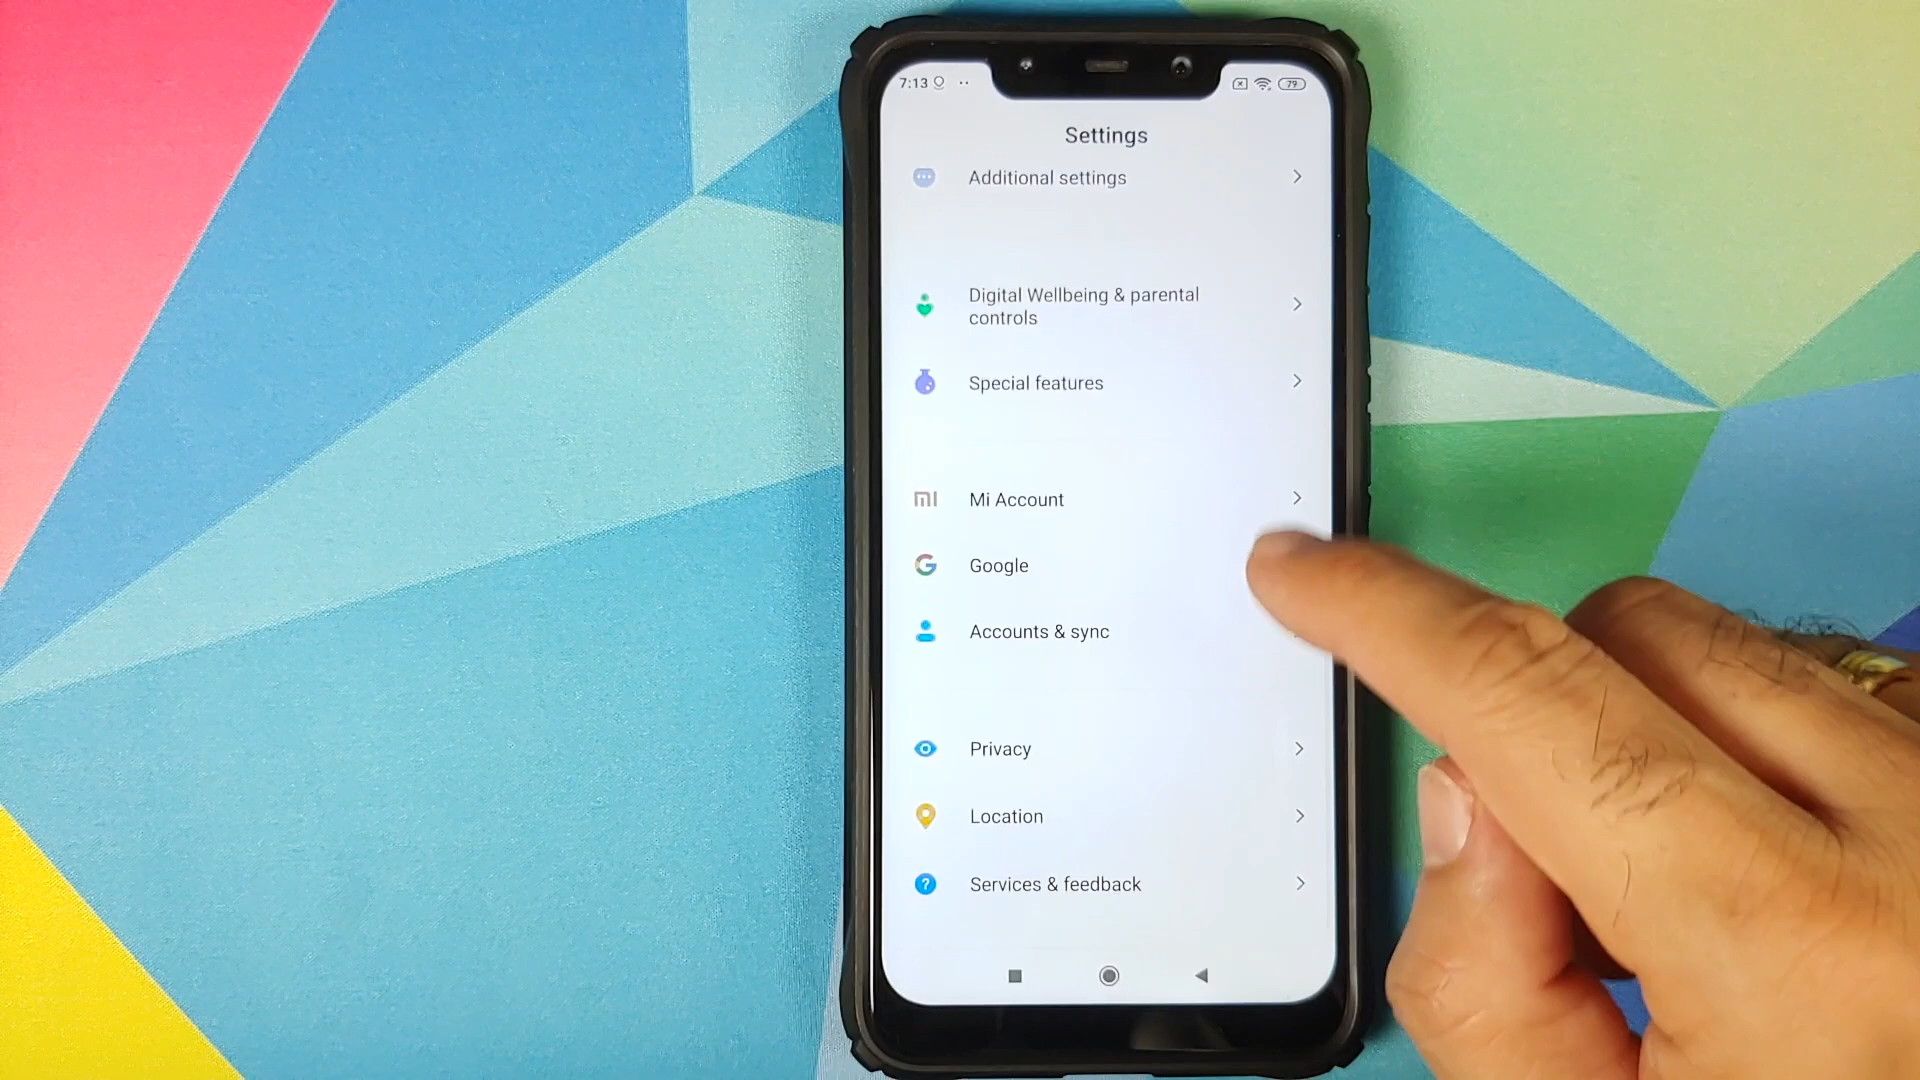 7:13
79
Settings
Additional settings
Digital Wellbeing & parental
controls
Special features
Mi Account
Google
Accounts & sync
Privacy
Location
Services & feedback